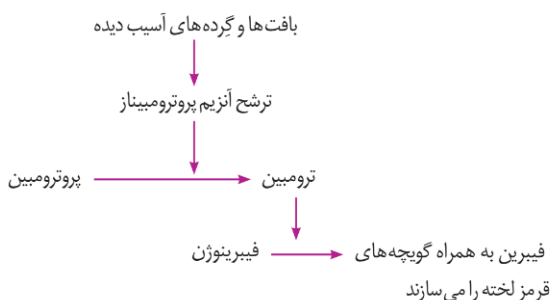 بافت‌ها و گِرده‌های آسیب دیده
ترشح آنزیم پروترومبیناز
پروترومبین
ترومبین
فیبرینوژن
فیبرین به همراه گویچه‌های
قرمز لخته را می‌سازند